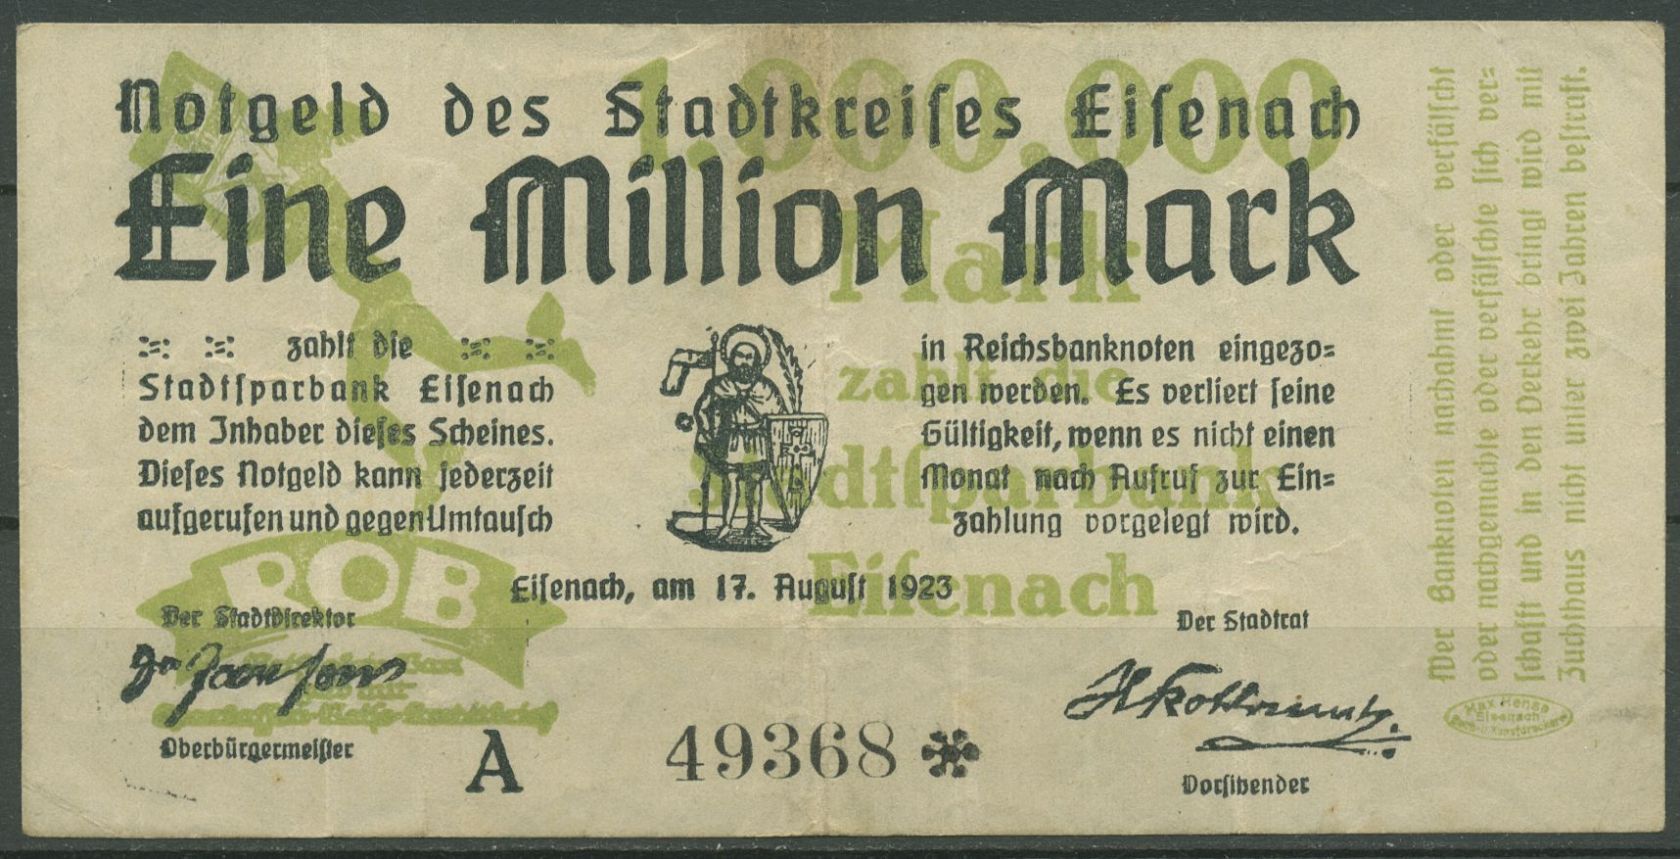 Notgeld des Stadtkreiſes Eiſenach
Eine Million Mark
zahlt die
Stadtſparbank Eiſenach
dem Inhaber dieſes Scheines.
Dieſes Notgeld kann jederzeit
aufgerufen und gegen Umtauſch
in Reichsbanknoten eingezo=
gen werden. Es verliert ſeine
Gültigkeit, wenn es nicht einen
Monat nach Aufruf zur Ein=
zahlung vorgelegt wird.
Eiſenach, am 17. Auguſt 1923
Der Stadtdirektor
Oberbürgermeiſter
Der Stadtrat
Vorſitzender
A 49368
1.000.000
Mark
zahlt die
Stadtſparbank
Eiſenach
ROB
Wer Banknoten nachahmt oder verfälſcht
oder nachgemachte oder verfälſchte ſich ver=
ſchafft und in den Verkehr bringt wird mit
Zuchthaus nicht unter zwei Jahren beſtraft.
Eisenach